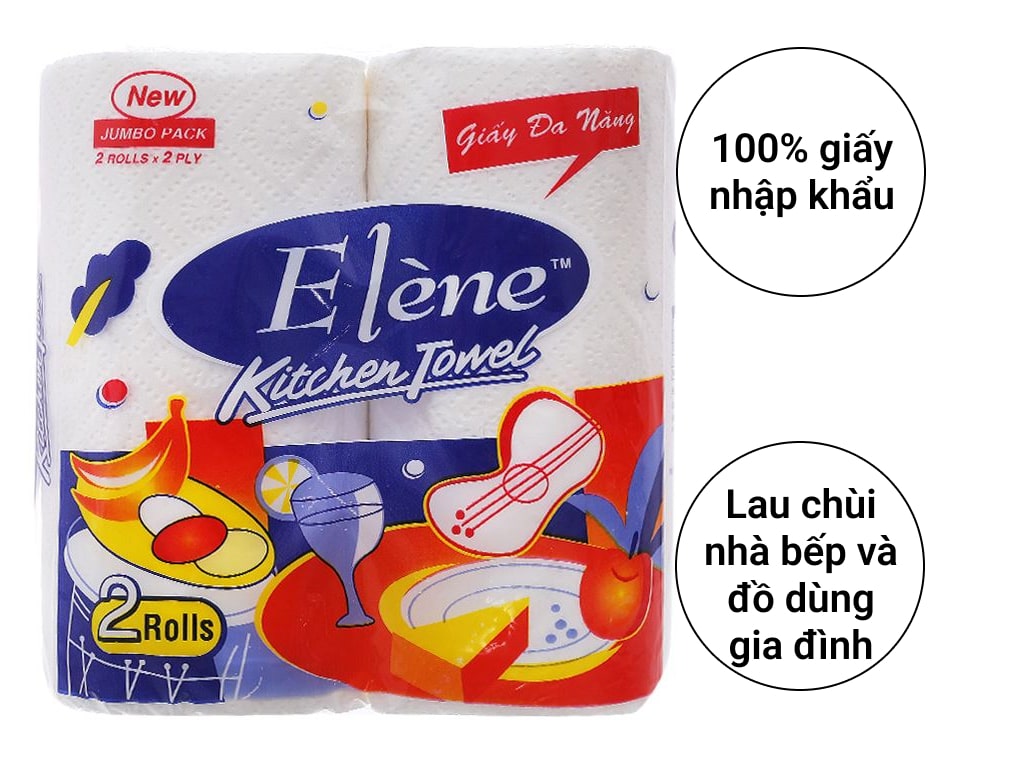 New
JUMBO PACK
2 ROLLS x 2 PLY
Giấy Đa Năng
Elène™
Kitchen Towel
2 Rolls
100% giấy
nhập khẩu
Lau chùi
nhà bếp và
đồ dùng
gia đình